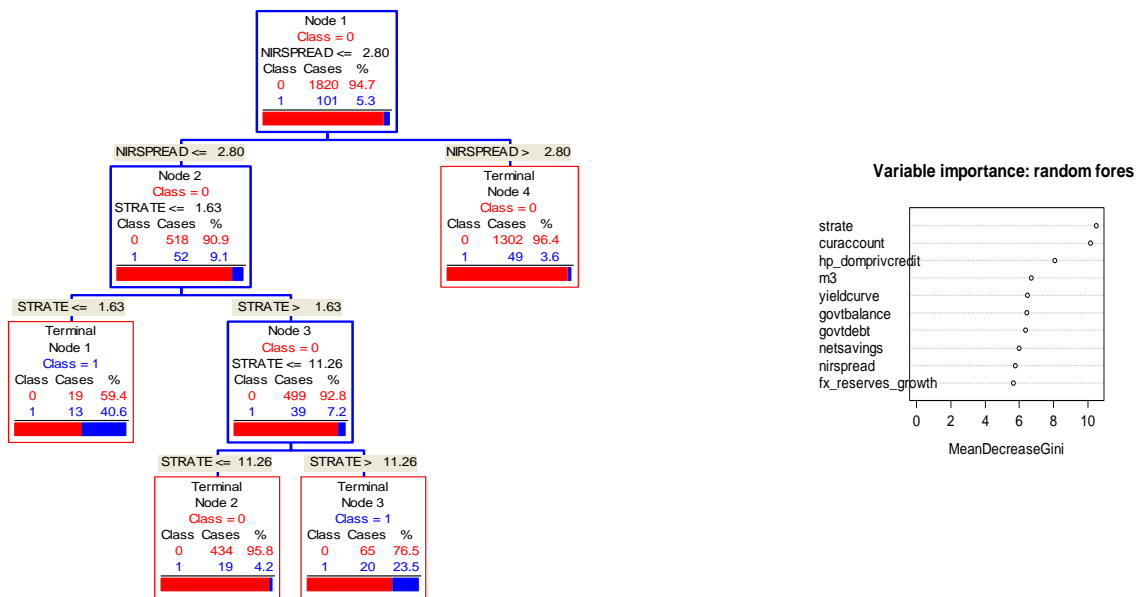 Node 1
Class = 0
NIRSPREAD <= 2.80
Class Cases %
0 1820 94.7
1 101 5.3
NIRSPREAD <= 2.80
NIRSPREAD > 2.80
Node 2
Class = 0
STRATE <= 1.63
Class Cases %
0 518 90.9
1 52 9.1
Terminal
Node 4
Class = 0
Class Cases %
0 1302 96.4
1 49 3.6
STRATE <= 1.63
STRATE > 1.63
Terminal
Node 1
Class = 1
Class Cases %
0 19 59.4
1 13 40.6
Node 3
Class = 0
STRATE <= 11.26
Class Cases %
0 499 92.8
1 39 7.2
STRATE <= 11.26
STRATE > 11.26
Terminal
Node 2
Class = 0
Class Cases %
0 434 95.8
1 19 4.2
Terminal
Node 3
Class = 1
Class Cases %
0 65 76.5
1 20 23.5
Variable importance: random fores
strate
curaccount
hp_domprivcredit
m3
yieldcurve
govtbalance
govtdebt
netsavings
nirspread
fx_reserves_growth
0 2 4 6 8 10
MeanDecreaseGini